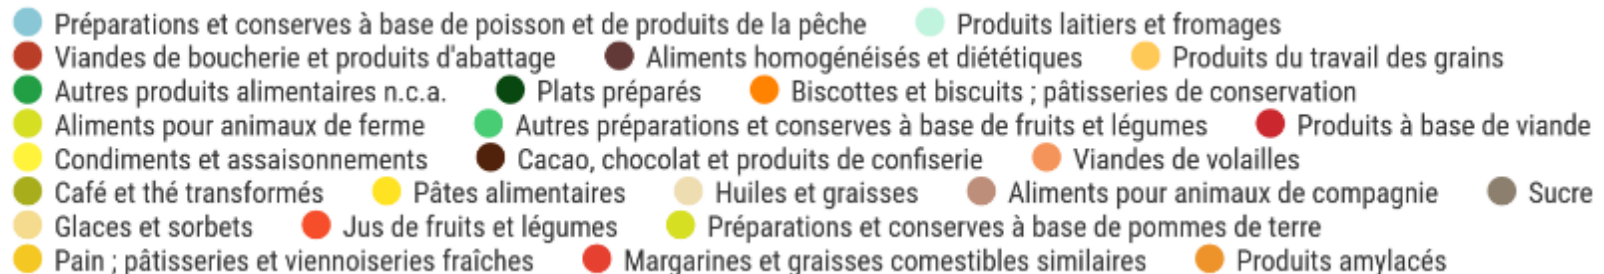 Préparations et conserves à base de poisson et de produits de la pêche Produits laitiers et fromages
Viandes de boucherie et produits d'abattage Aliments homogénéisés et diététiques Produits du travail des grains
Autres produits alimentaires n.c.a. Plats préparés Biscottes et biscuits ; pâtisseries de conservation
Aliments pour animaux de ferme Autres préparations et conserves à base de fruits et légumes Produits à base de viande
Condiments et assaisonnements Cacao, chocolat et produits de confiserie Viandes de volailles
Café et thé transformés Pâtes alimentaires Huiles et graisses Aliments pour animaux de compagnie Sucre
Glaces et sorbets Jus de fruits et légumes Préparations et conserves à base de pommes de terre
Pain ; pâtisseries et viennoiseries fraîches Margarines et graisses comestibles similaires Produits amylacés